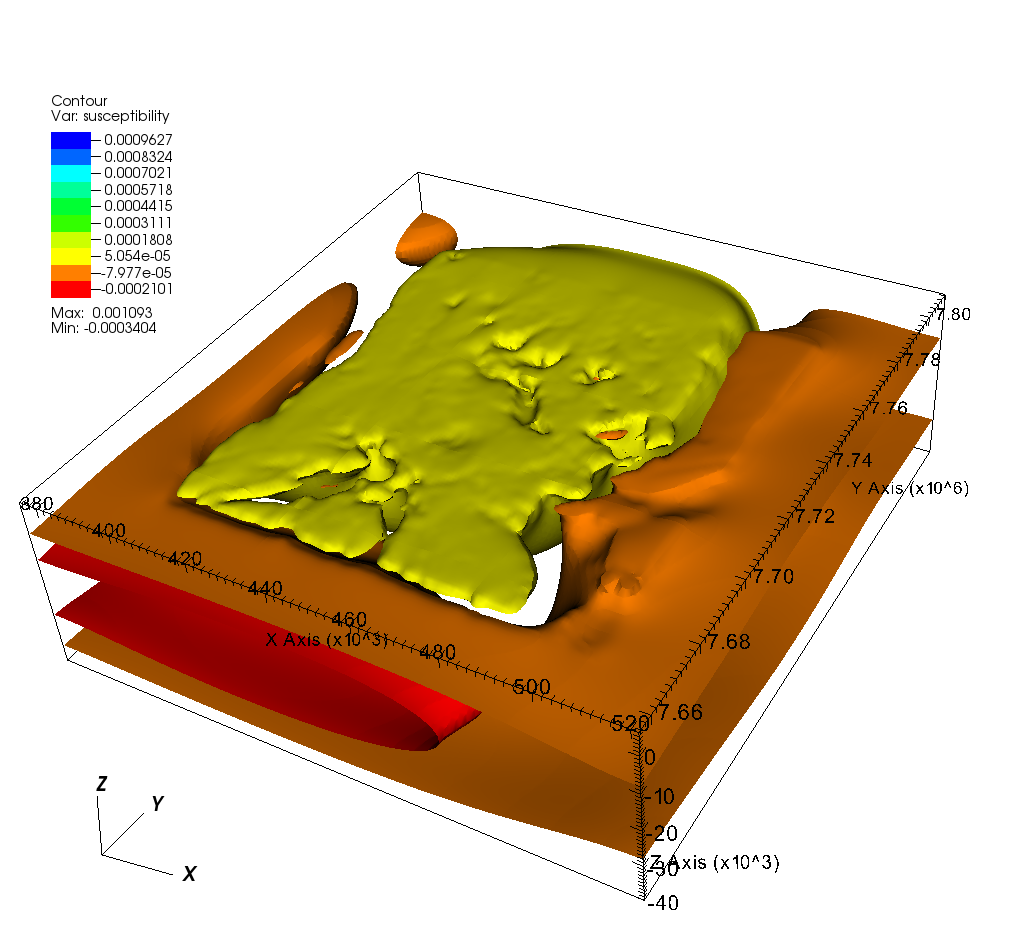 Contour
Var: susceptibility
0.0009627
0.0008324
0.0007021
0.0005718
0.0004415
0.0003111
0.0001808
5.054e-05
-7.977e-05
-0.0002101
Max: 0.001093
Min: -0.0003404
7.80
7.78
7.76
7.74
Y Axis (x10^6)
7.72
7.70
7.68
7.66
380
400
420
440
460
X Axis (x10^3)
480
500
520
0
-10
-20
Z Axis (x10^3)
-30
-40
Z
Y
X